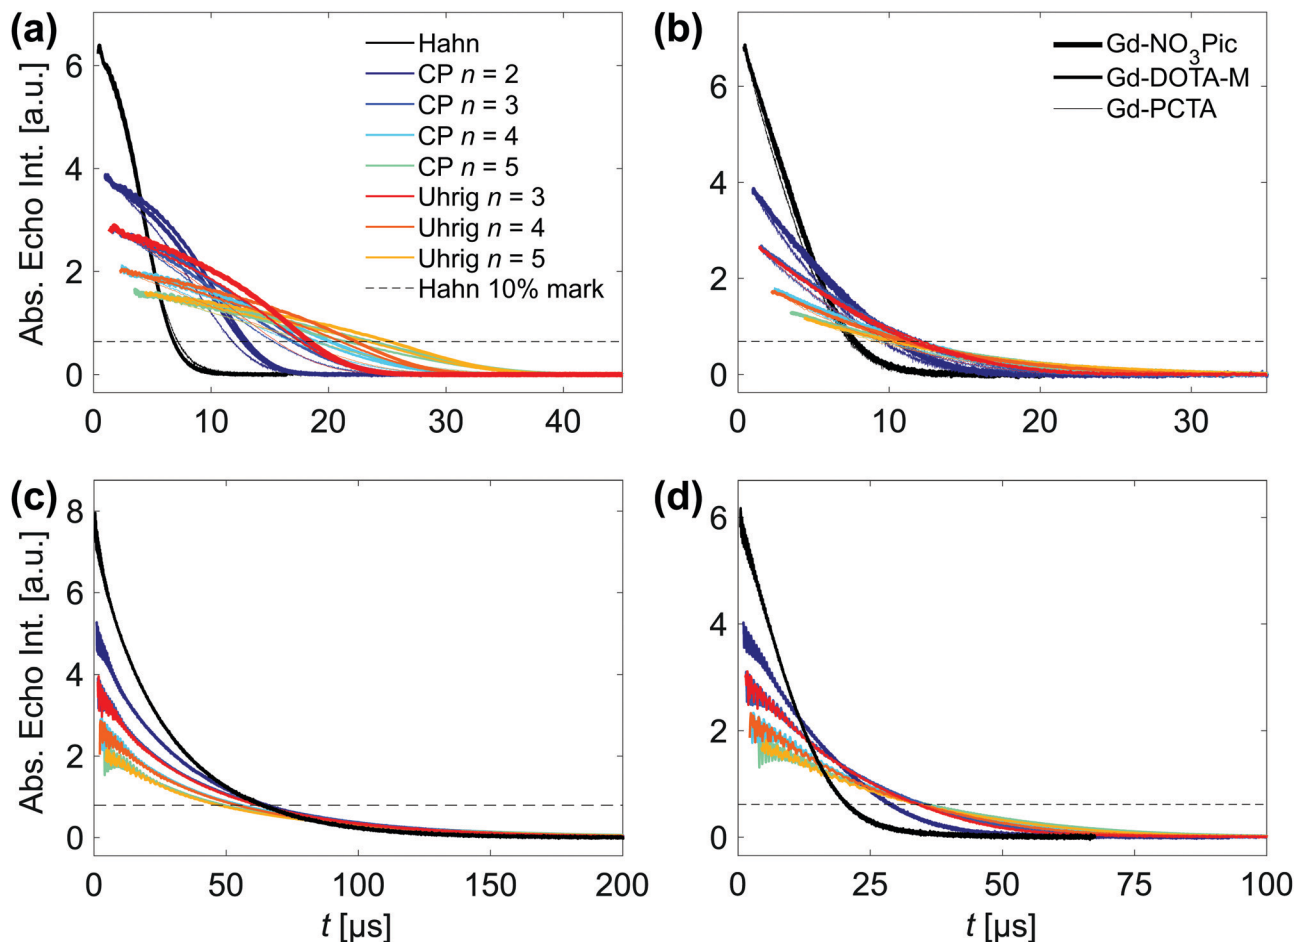 (a)
Abs. Echo Int. [a.u.]
6
4
2
0
0 10 20 30 40
Hahn
CP n = 2
CP n = 3
CP n = 4
CP n = 5
Uhrig n = 3
Uhrig n = 4
Uhrig n = 5
Hahn 10% mark
(b)
6
4
2
0
0 10 20 30
Gd-NO₃Pic
Gd-DOTA-M
Gd-PCTA
(c)
Abs. Echo Int. [a.u.]
8
6
4
2
0
0 50 100 150 200
t [µs]
(d)
6
4
2
0
0 25 50 75 100
t [µs]